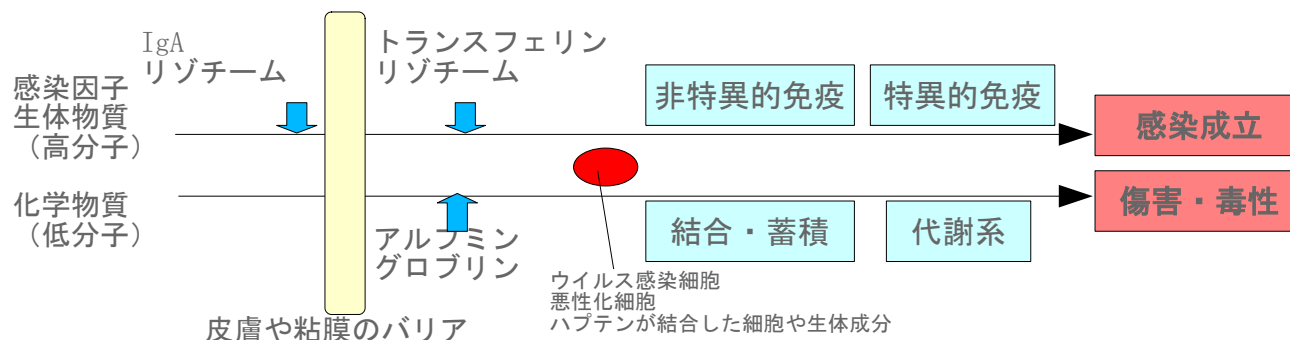 IgA
リゾチーム
トランスフェリン
リゾチーム
感染因子
生体物質
（高分子）
非特異的免疫
特異的免疫
感染成立
化学物質
（低分子）
アルブミン
グロブリン
結合・蓄積
代謝系
傷害・毒性
ウイルス感染細胞
悪性化細胞
ハプテンが結合した細胞や生体成分
皮膚や粘膜のバリア